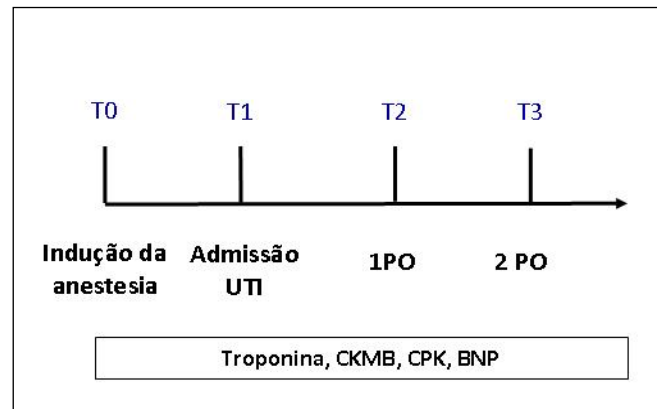 T0 T1 T2 T3
Indução da Admissão 1PO 2 PO
anestesia UTI
Troponina, CKMB, CPK, BNP